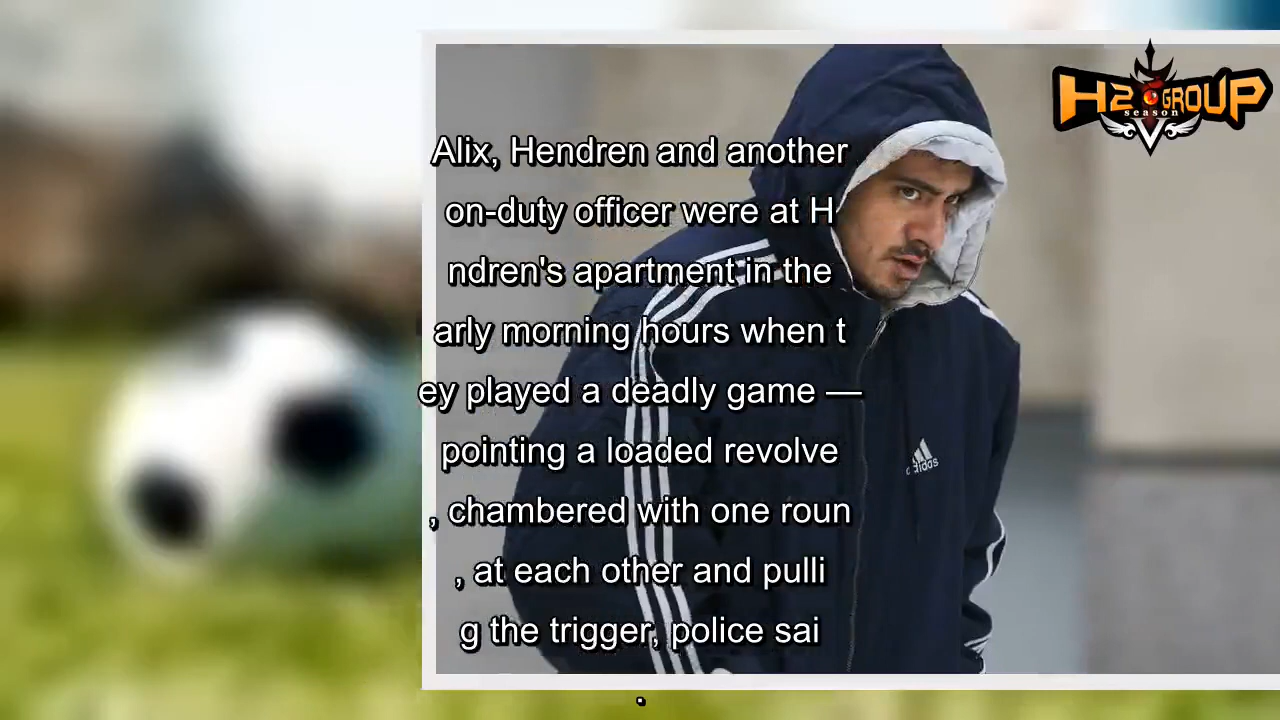 H2 GROUP
season
Alix, Hendren and another
on-duty officer were at H
ndren's apartment in the
arly morning hours when t
ey played a deadly game —
pointing a loaded revolve
, chambered with one roun
, at each other and pulli
g the trigger, police sai
.
adidas